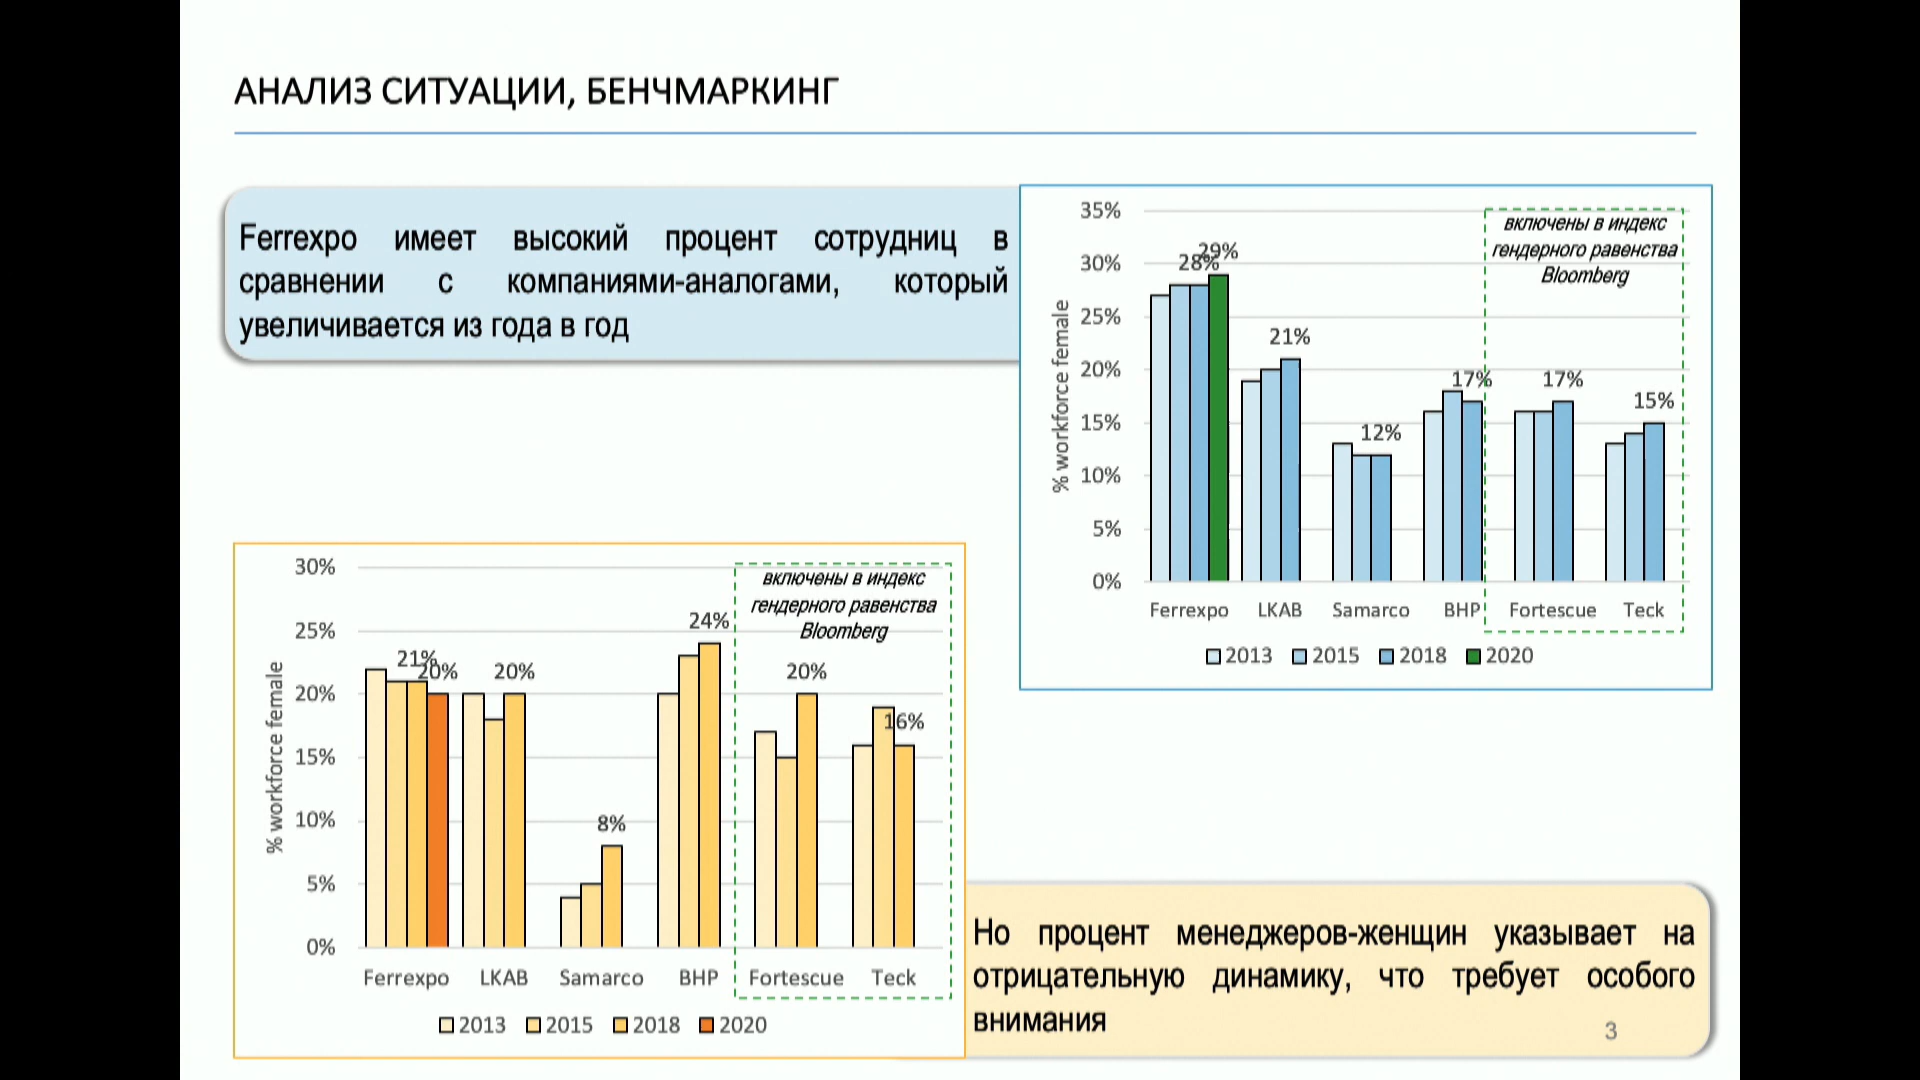 АНАЛИЗ СИТУАЦИИ, БЕНЧМАРКИНГ
Ferrexpo имеет высокий процент сотрудниц в
сравнении с компаниями-аналогами, который
увеличивается из года в год
35%
30%
25%
20%
15%
10%
5%
0%
% workforce female
28%
29%
21%
12%
17%
17%
15%
включены в индекс
гендерного равенства
Bloomberg
Ferrexpo LKAB Samarco BHP Fortescue Teck
2013 2015 2018 2020
30%
25%
20%
15%
10%
5%
0%
% workforce female
21%
20%
20%
8%
24%
20%
16%
включены в индекс
гендерного равенства
Bloomberg
Ferrexpo LKAB Samarco BHP Fortescue Teck
2013 2015 2018 2020
Но процент менеджеров-женщин указывает на
отрицательную динамику, что требует особого
внимания
3